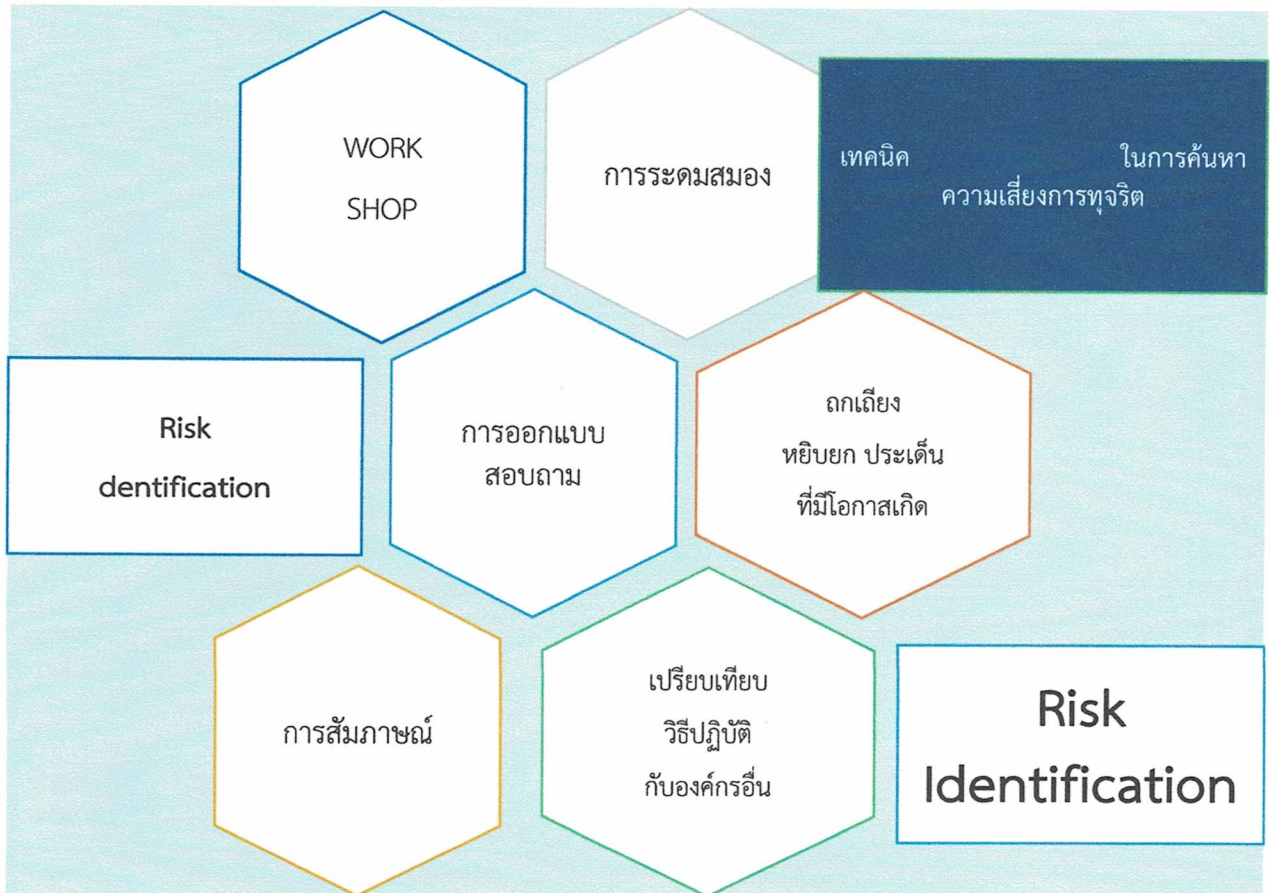 WORK
SHOP
การระดมสมอง
เทคนิค ในการค้นหา
ความเสี่ยงการทุจริต
Risk
dentification
การออกแบบ
สอบถาม
ถกเถียง
หยิบยก ประเด็น
ที่มีโอกาสเกิด
การสัมภาษณ์
เปรียบเทียบ
วิธีปฏิบัติ
กับองค์กรอื่น
Risk
Identification